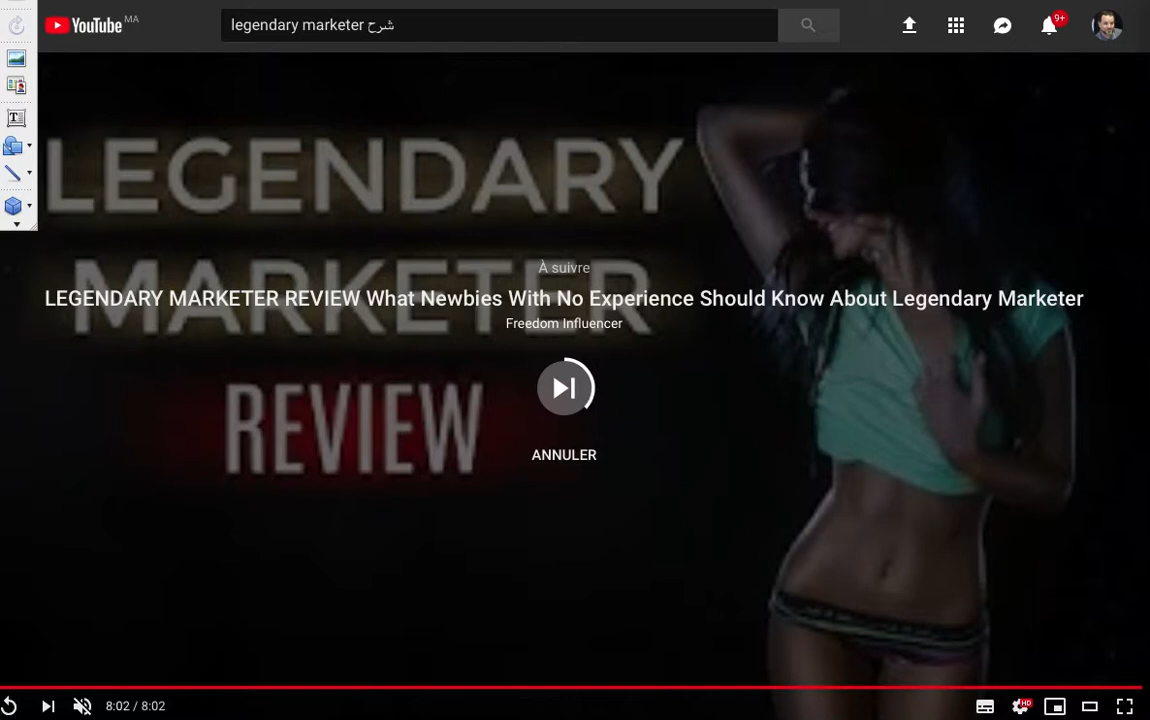 YouTube MA
legendary marketer شرح
9+
LEGENDARY
MARKETER
REVIEW
À suivre
LEGENDARY MARKETER REVIEW What Newbies With No Experience Should Know About Legendary Marketer
Freedom Influencer
ANNULER
8:02 / 8:02
HD